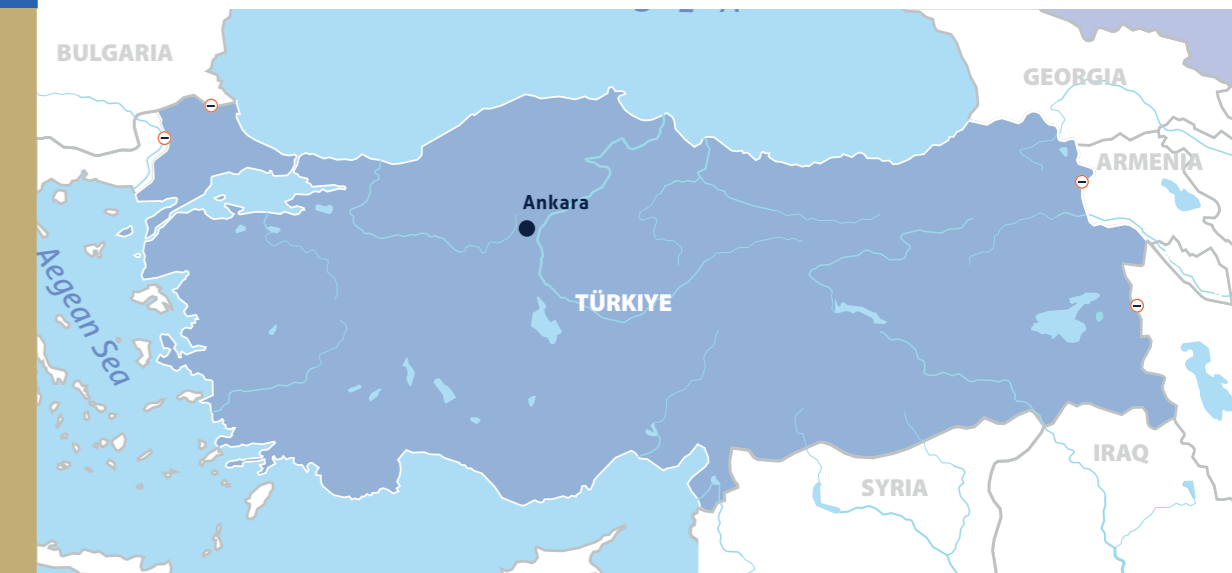 BULGARIA
GEORGIA
ARMENIA
Ankara
Aegean Sea
TÜRKIYE
IRAQ
SYRIA